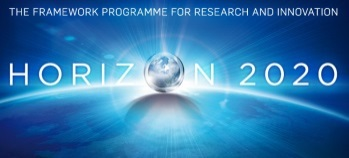 THE FRAMEWORK PROGRAMME FOR RESEARCH AND INNOVATION
HORIZON 2020